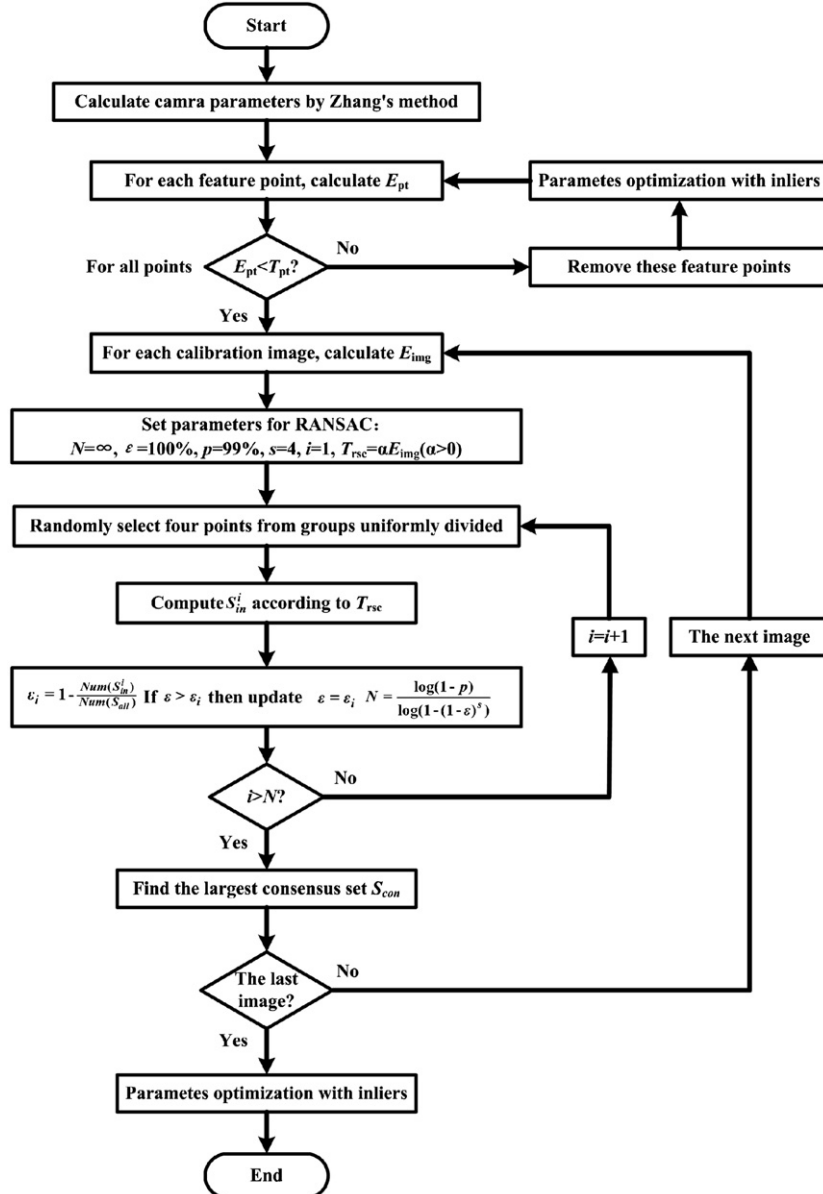 Start
Calculate camra parameters by Zhang's method
For each feature point, calculate E_pt
Parametes optimization with inliers
For all points
E_pt<T_pt?
No
Remove these feature points
Yes
For each calibration image, calculate E_img
Set parameters for RANSAC:
N=∞, ε=100%, p=99%, s=4, i=1, T_rsc=αE_img(α>0)
Randomly select four points from groups uniformly divided
Compute S_in^i according to T_rsc
i=i+1
The next image
ε_i = 1 - Num(S_in^i)/Num(S_all) If ε > ε_i then update ε = ε_i N = log(1-p)/log(1-(1-ε)^s)
i>N?
No
Yes
Find the largest consensus set S_con
The last
image?
No
Yes
Parametes optimization with inliers
End